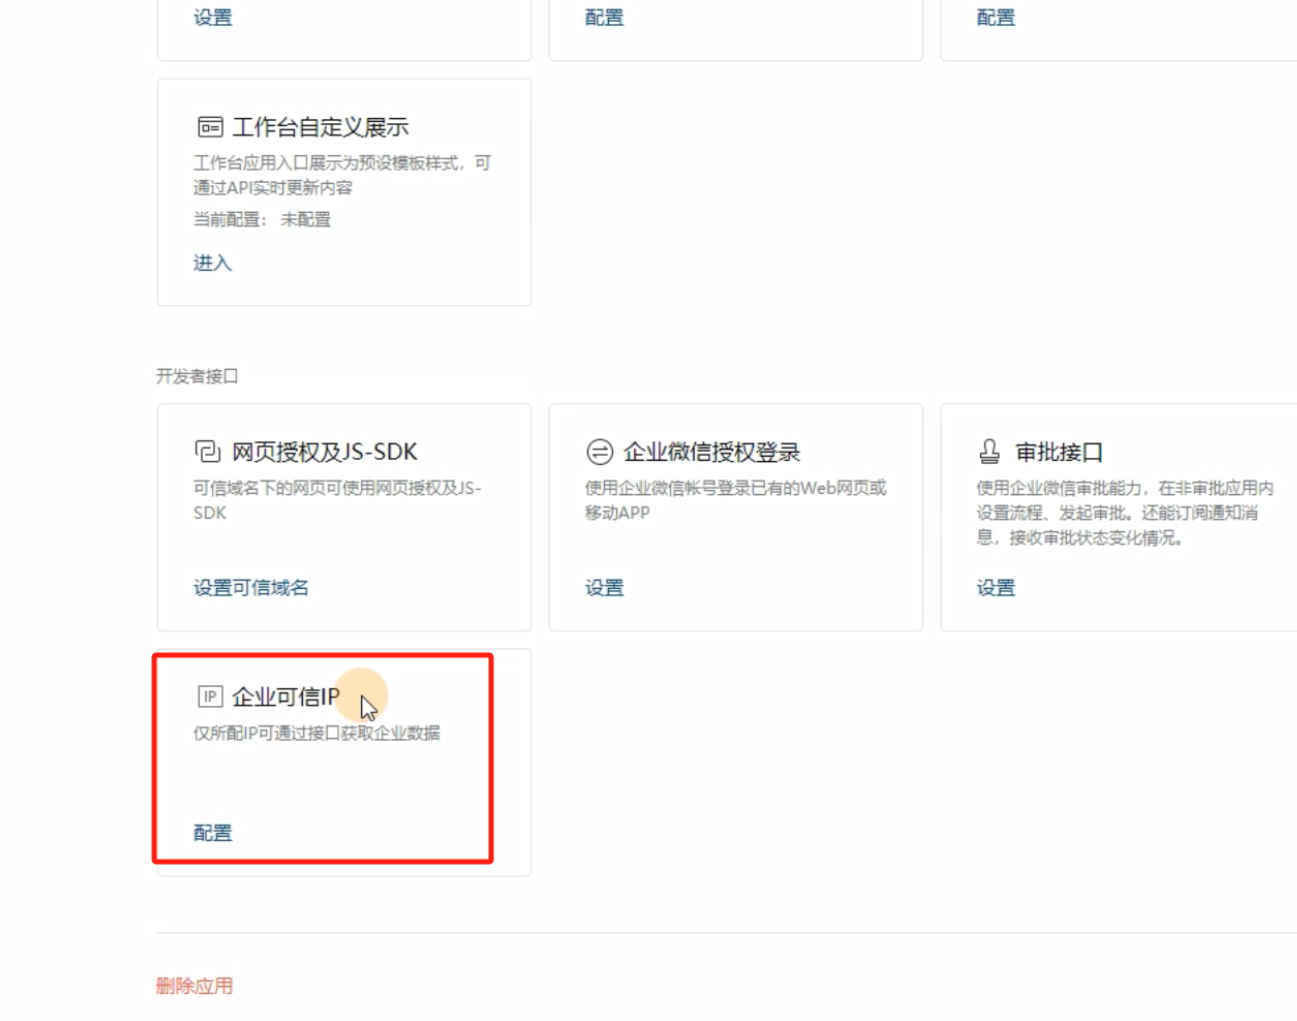 设置
配置
配置
工作台自定义展示
工作台应用入口展示为预设模板样式，可
通过API实时更新内容
当前配置： 未配置
进入
开发者接口
网页授权及JS-SDK
可信域名下的网页可使用网页授权及JS-
SDK
设置可信域名
企业微信授权登录
使用企业微信帐号登录已有的Web网页或
移动APP
设置
审批接口
使用企业微信审批能力，在非审批应用内
设置流程、发起审批。还能订阅通知消
息，接收审批状态变化情况。
设置
IP 企业可信IP
仅所配IP可通过接口获取企业数据
配置
删除应用